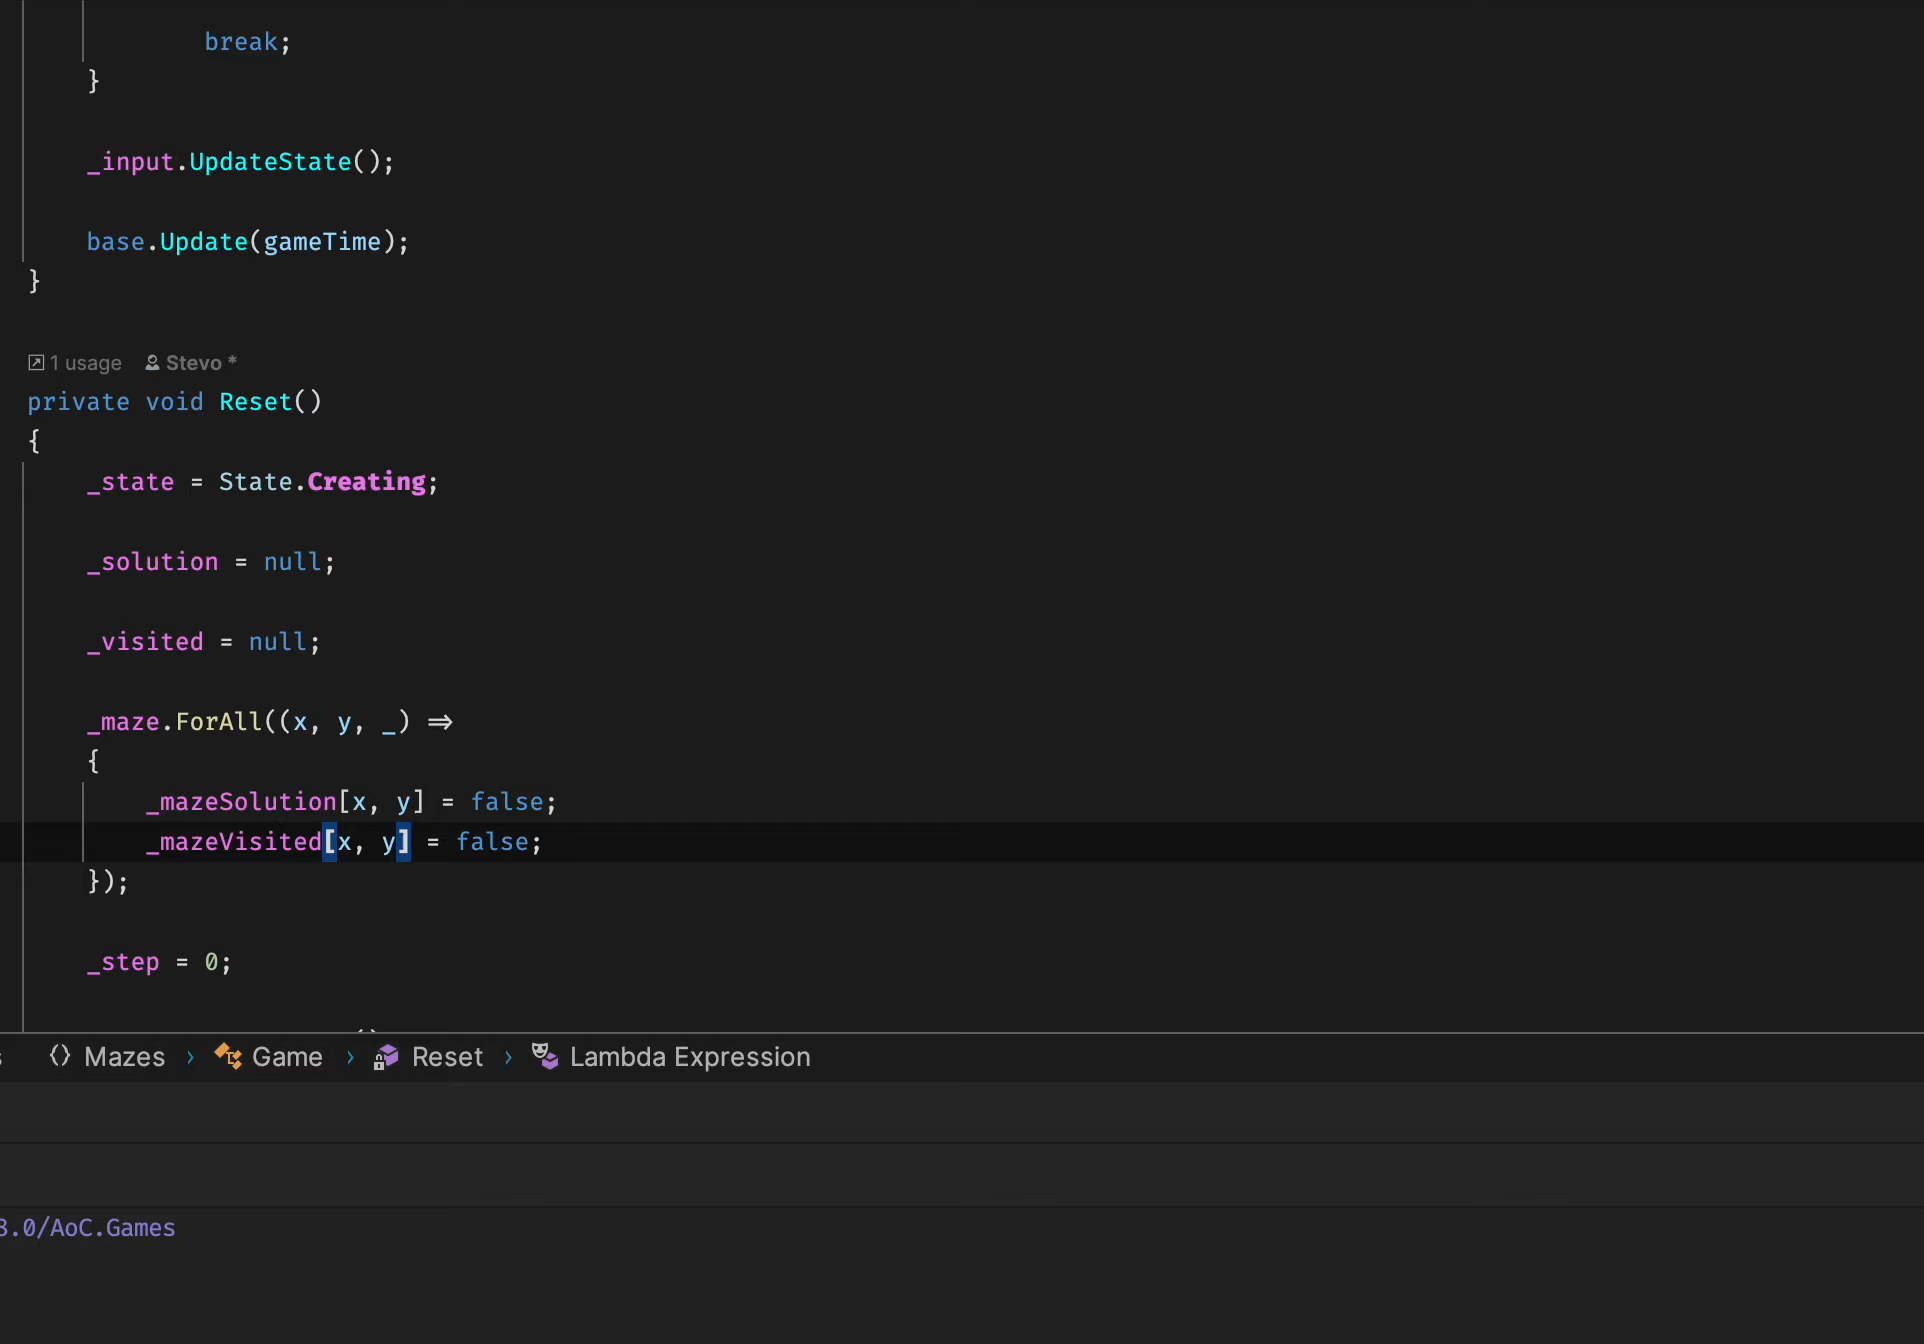 break;
}
_input.UpdateState();
base.Update(gameTime);
}
1 usage Stevo *
private void Reset()
{
_state = State.Creating;
_solution = null;
_visited = null;
_maze.ForAll((x, y, _) =>
{
_mazeSolution[x, y] = false;
_mazeVisited[x, y] = false;
});
_step = 0;
Mazes › Game › Reset › Lambda Expression
8.0/AoC.Games